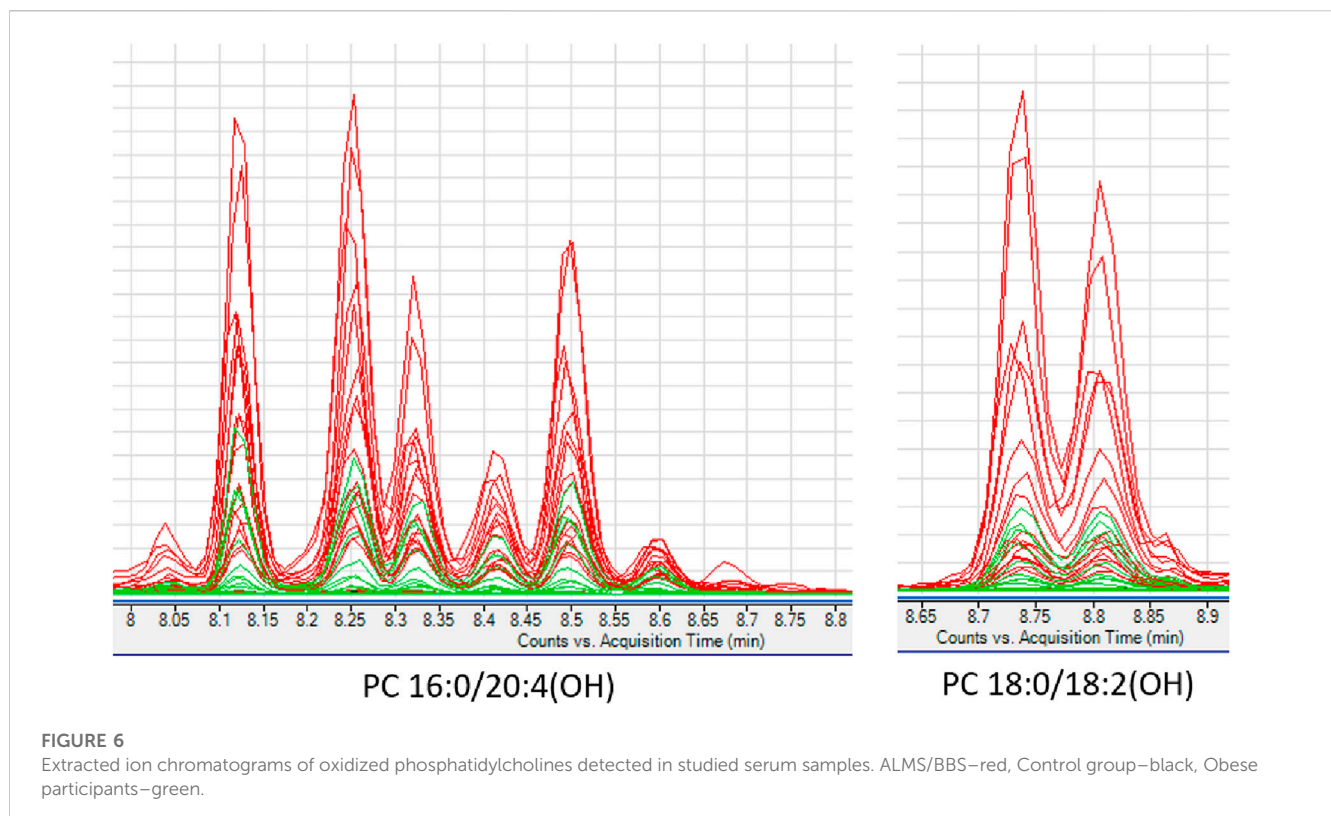 8 8.05 8.1 8.15 8.2 8.25 8.3 8.35 8.4 8.45 8.5 8.55 8.6 8.65 8.7 8.75 8.8
Counts vs. Acquisition Time (min)
PC 16:0/20:4(OH)
8.65 8.7 8.75 8.8 8.85 8.9
Counts vs. Acquisition Time (min)
PC 18:0/18:2(OH)
FIGURE 6
Extracted ion chromatograms of oxidized phosphatidylcholines detected in studied serum samples. ALMS/BBS–red, Control group–black, Obese
participants–green.